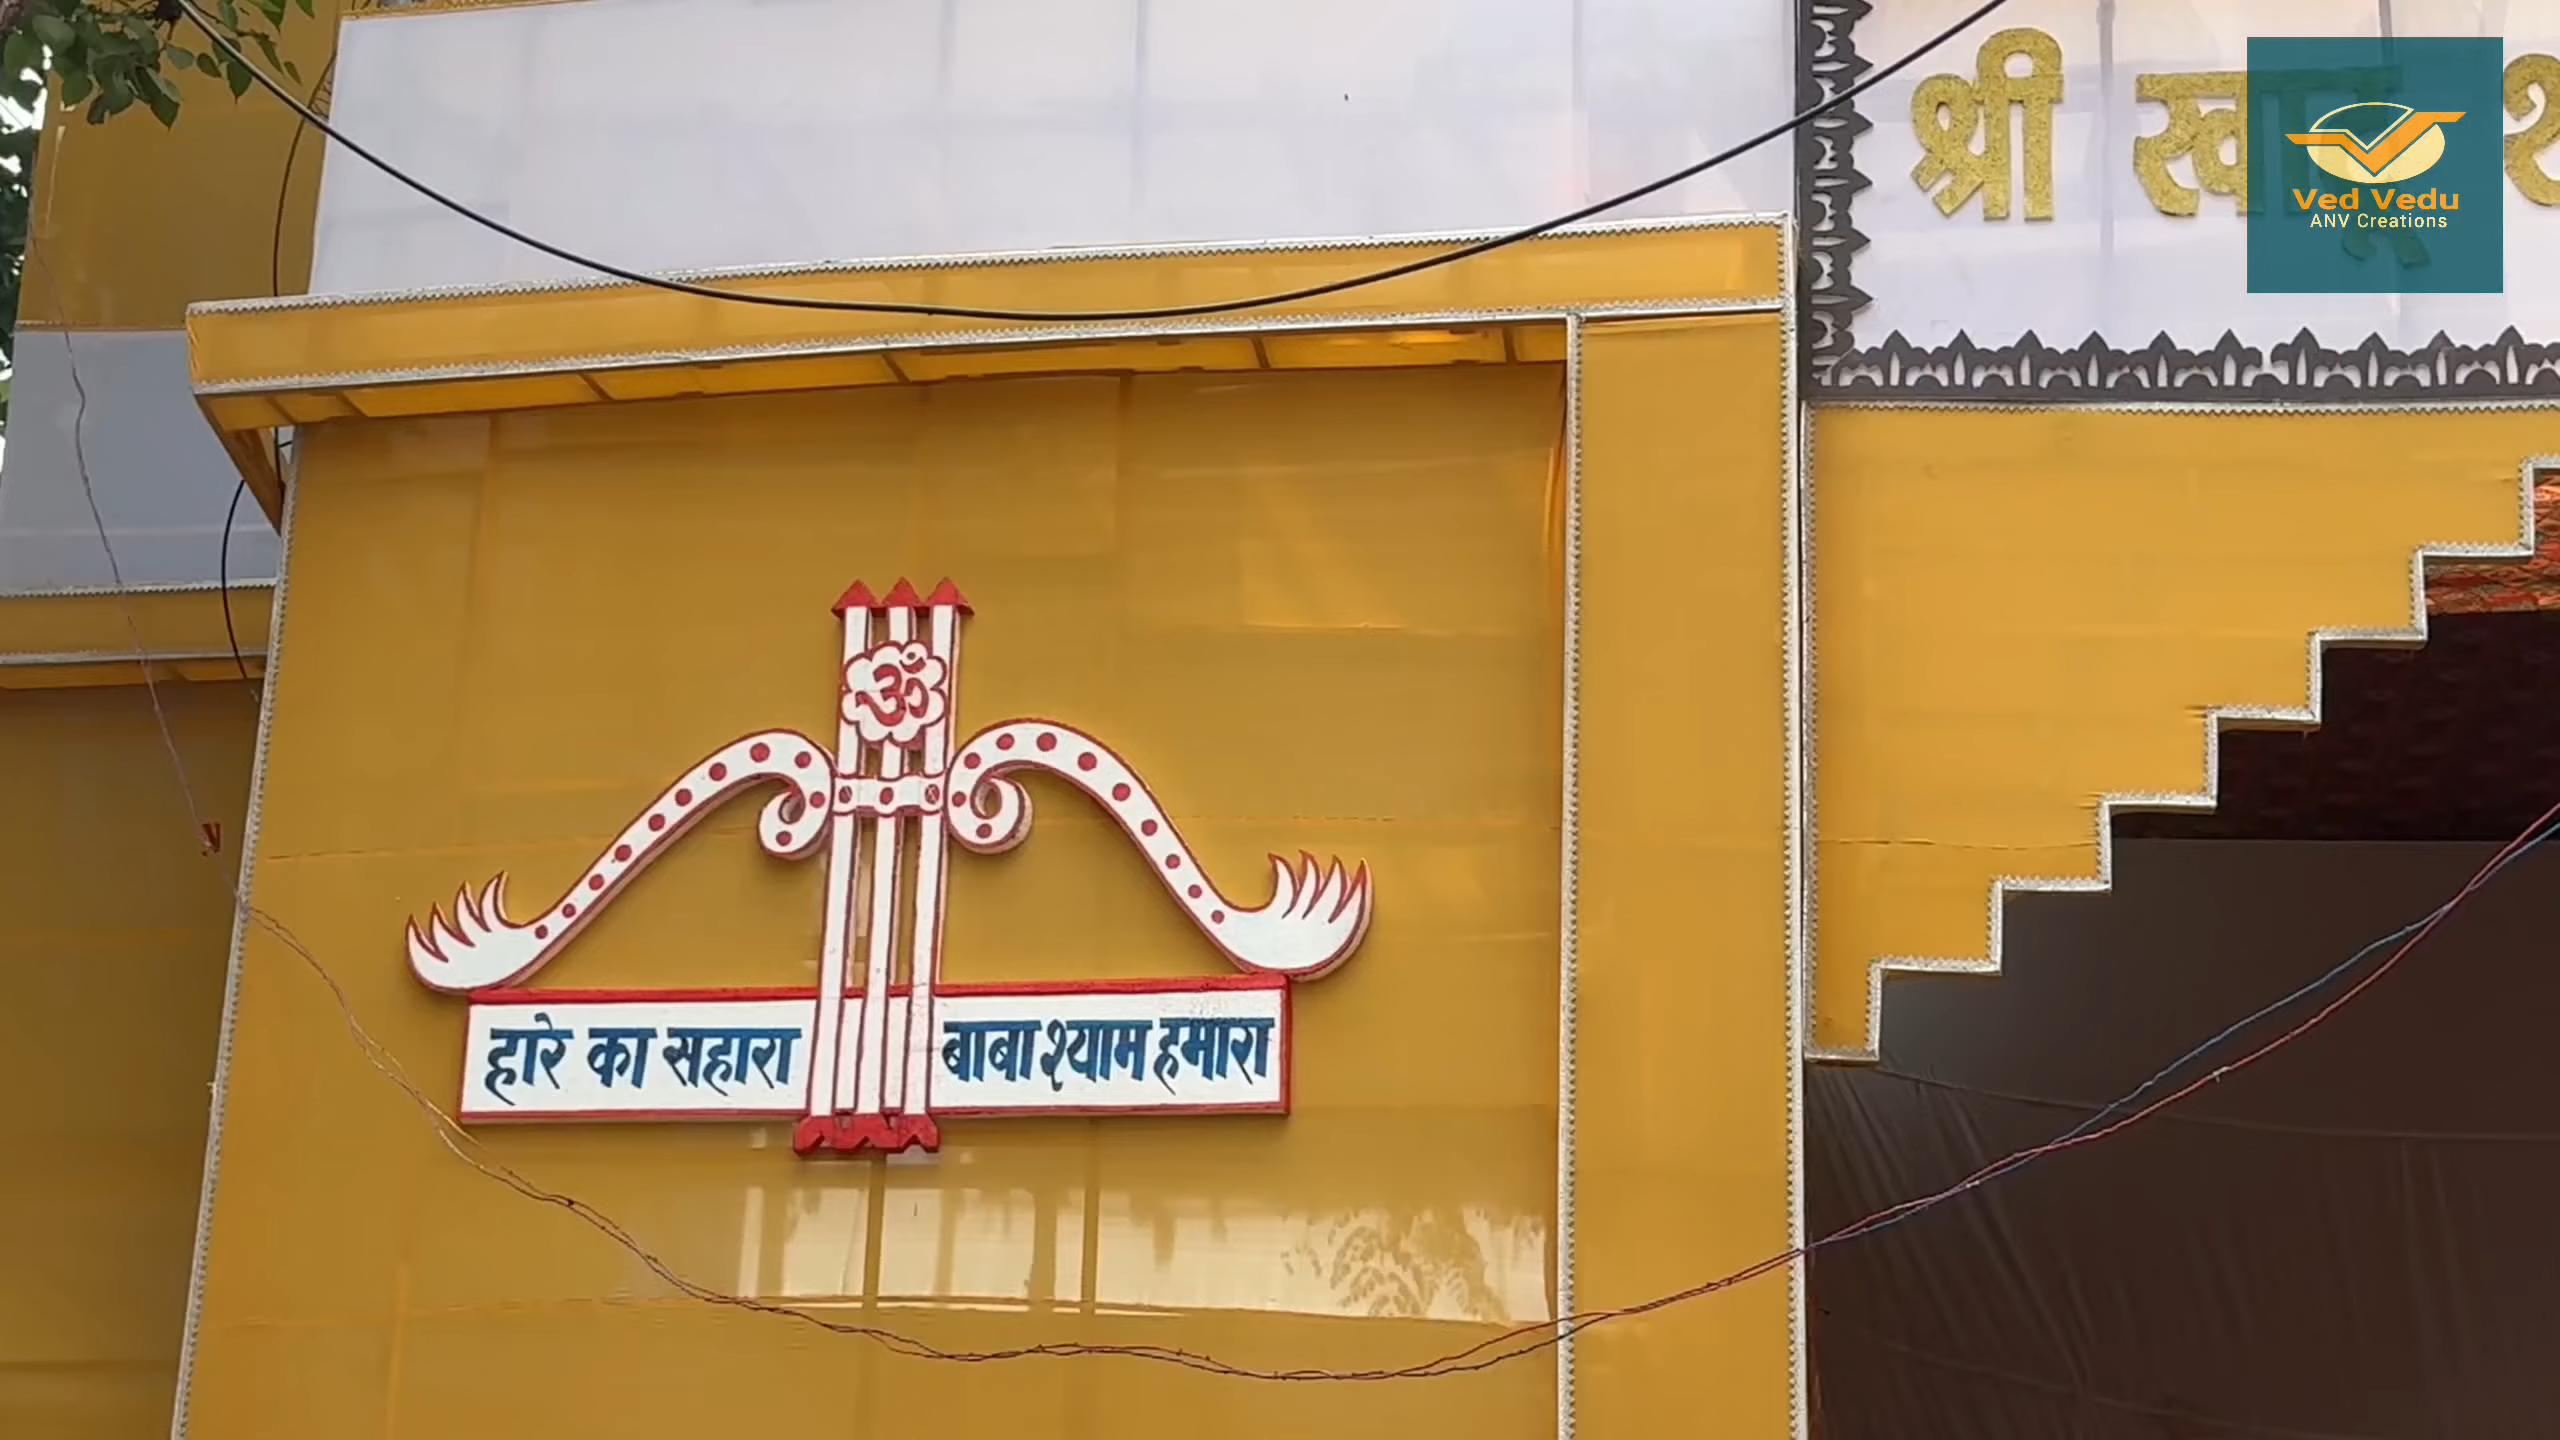 श्री
ॐ
हारे का सहारा बाबा श्याम हमारा
Ved Vedu
ANV Creations